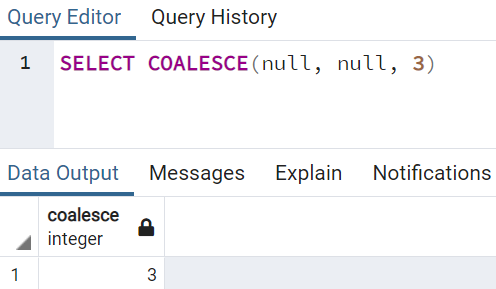 Query Editor Query History
1 SELECT COALESCE(null, null, 3)
Data Output Messages Explain Notifications
coalesce
integer
1 3